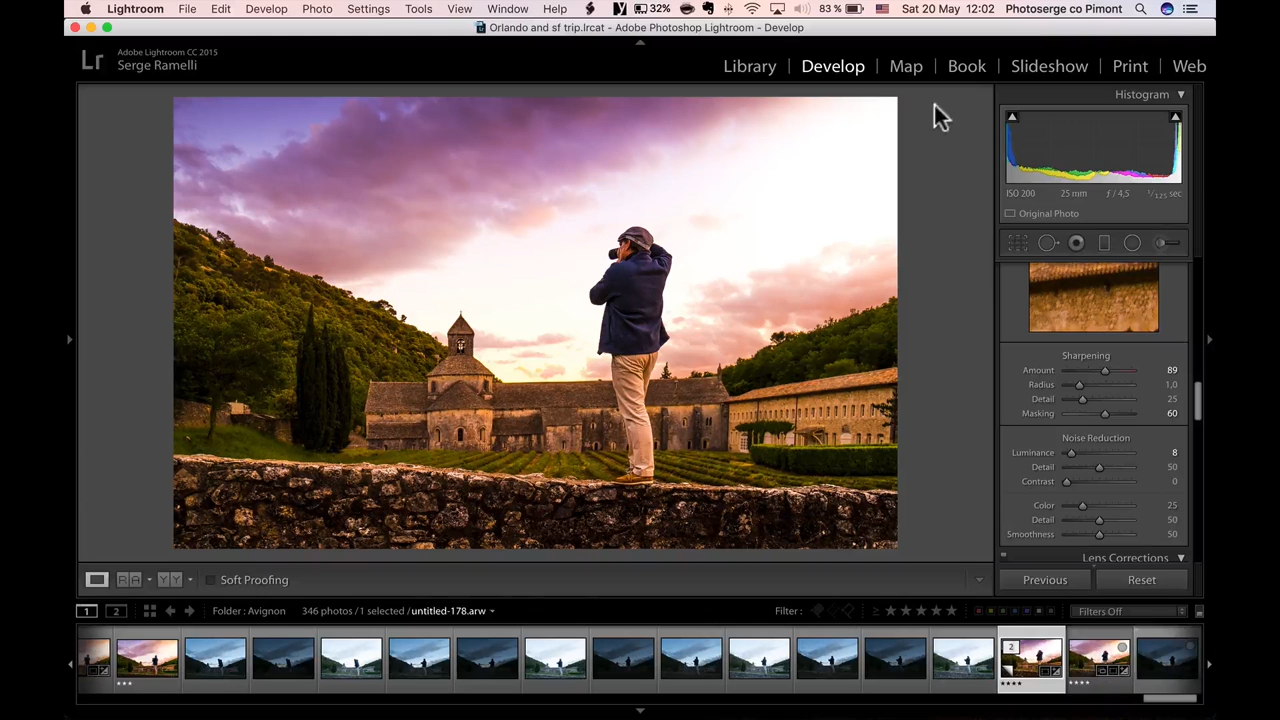 Lightroom File Edit Develop Photo Settings Tools View Window Help 32% 83% Sat 20 May 12:02 Photoserge co Pimont
Orlando and sf trip.lrcat - Adobe Photoshop Lightroom - Develop
Lr
Adobe Lightroom CC 2015
Serge Ramelli
Library | Develop | Map | Book | Slideshow | Print | Web
Histogram
ISO 200 25 mm ƒ / 4,5 1/125 sec
Original Photo
Sharpening
Amount 89
Radius 1,0
Detail 25
Masking 60
Noise Reduction
Luminance 8
Detail 50
Contrast 0
Color 25
Detail 50
Smoothness 50
Lens Corrections
R A Y Y Soft Proofing
Previous Reset
1 2 Folder : Avignon 346 photos / 1 selected / untitled-178.arw Filter : Filters Off
2